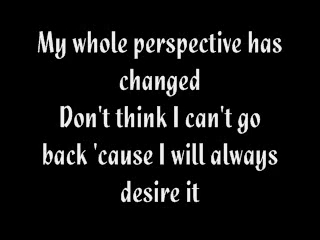 My whole perspective has
changed
Don't think I can't go
back 'cause I will always
desire it